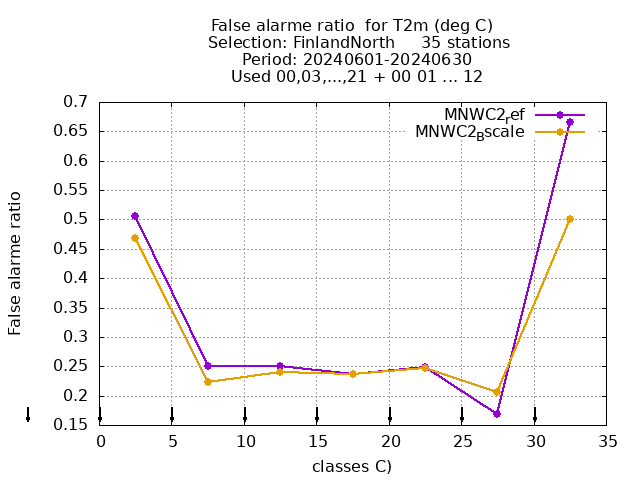 False alarme ratio  for T2m (deg C)
Selection: FinlandNorth     35 stations
Period: 20240601-20240630
Used 00,03,...,21 + 00 01 ... 12
MNWC2ref
MNWC2Bscale
0.7
0.65
0.6
0.55
0.5
0.45
0.4
0.35
0.3
0.25
0.2
0.15
False alarme ratio
0 5 10 15 20 25 30 35
classes C)